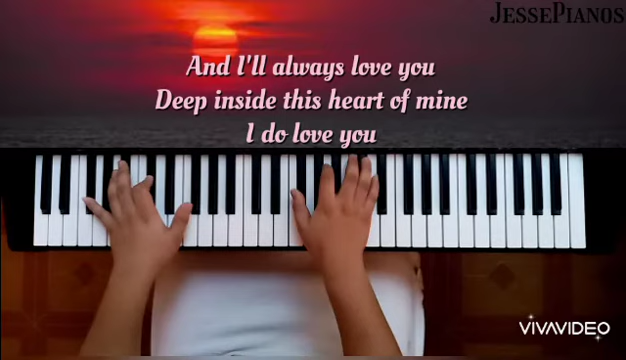 JESSEPIANOS
And I'll always love you
Deep inside this heart of mine
I do love you
VIVAVIDEO